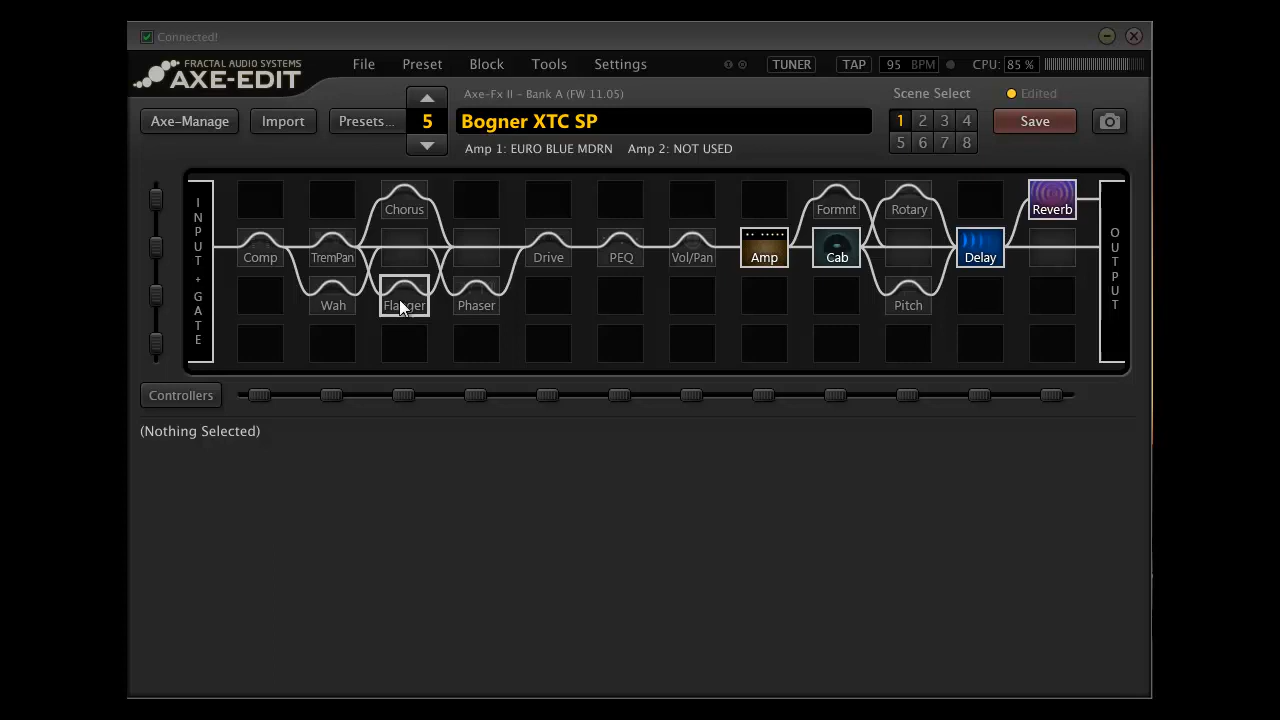 Connected!
FRACTAL AUDIO SYSTEMS
AXE-EDIT
File Preset Block Tools Settings
TUNER TAP 95 BPM CPU: 85 %
Axe-Fx II - Bank A (FW 11.05)
Scene Select
Edited
Axe-Manage Import Presets... 5 Bogner XTC SP
1 2 3 4
Save
Amp 1: EURO BLUE MDRN Amp 2: NOT USED
5 6 7 8
INPUT + GATE
Chorus Formnt Rotary Reverb
Comp TremPan Drive PEQ Vol/Pan Amp Cab Delay
Wah Flanger Phaser Pitch
OUTPUT
Controllers
(Nothing Selected)